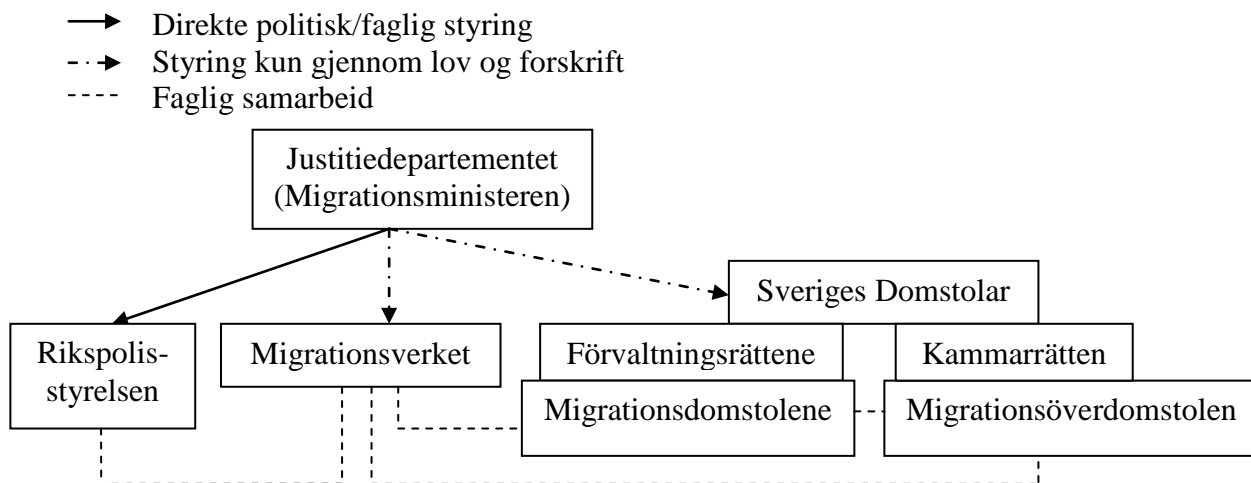 Direkte politisk/faglig styring
Styring kun gjennom lov og forskrift
Faglig samarbeid
Justitiedepartementet
(Migrationsministeren)
Sveriges Domstolar
Rikspolis-
styrelsen
Migrationsverket
Förvaltningsrättene
Kammarrätten
Migrationsdomstolene
Migrationsöverdomstolen